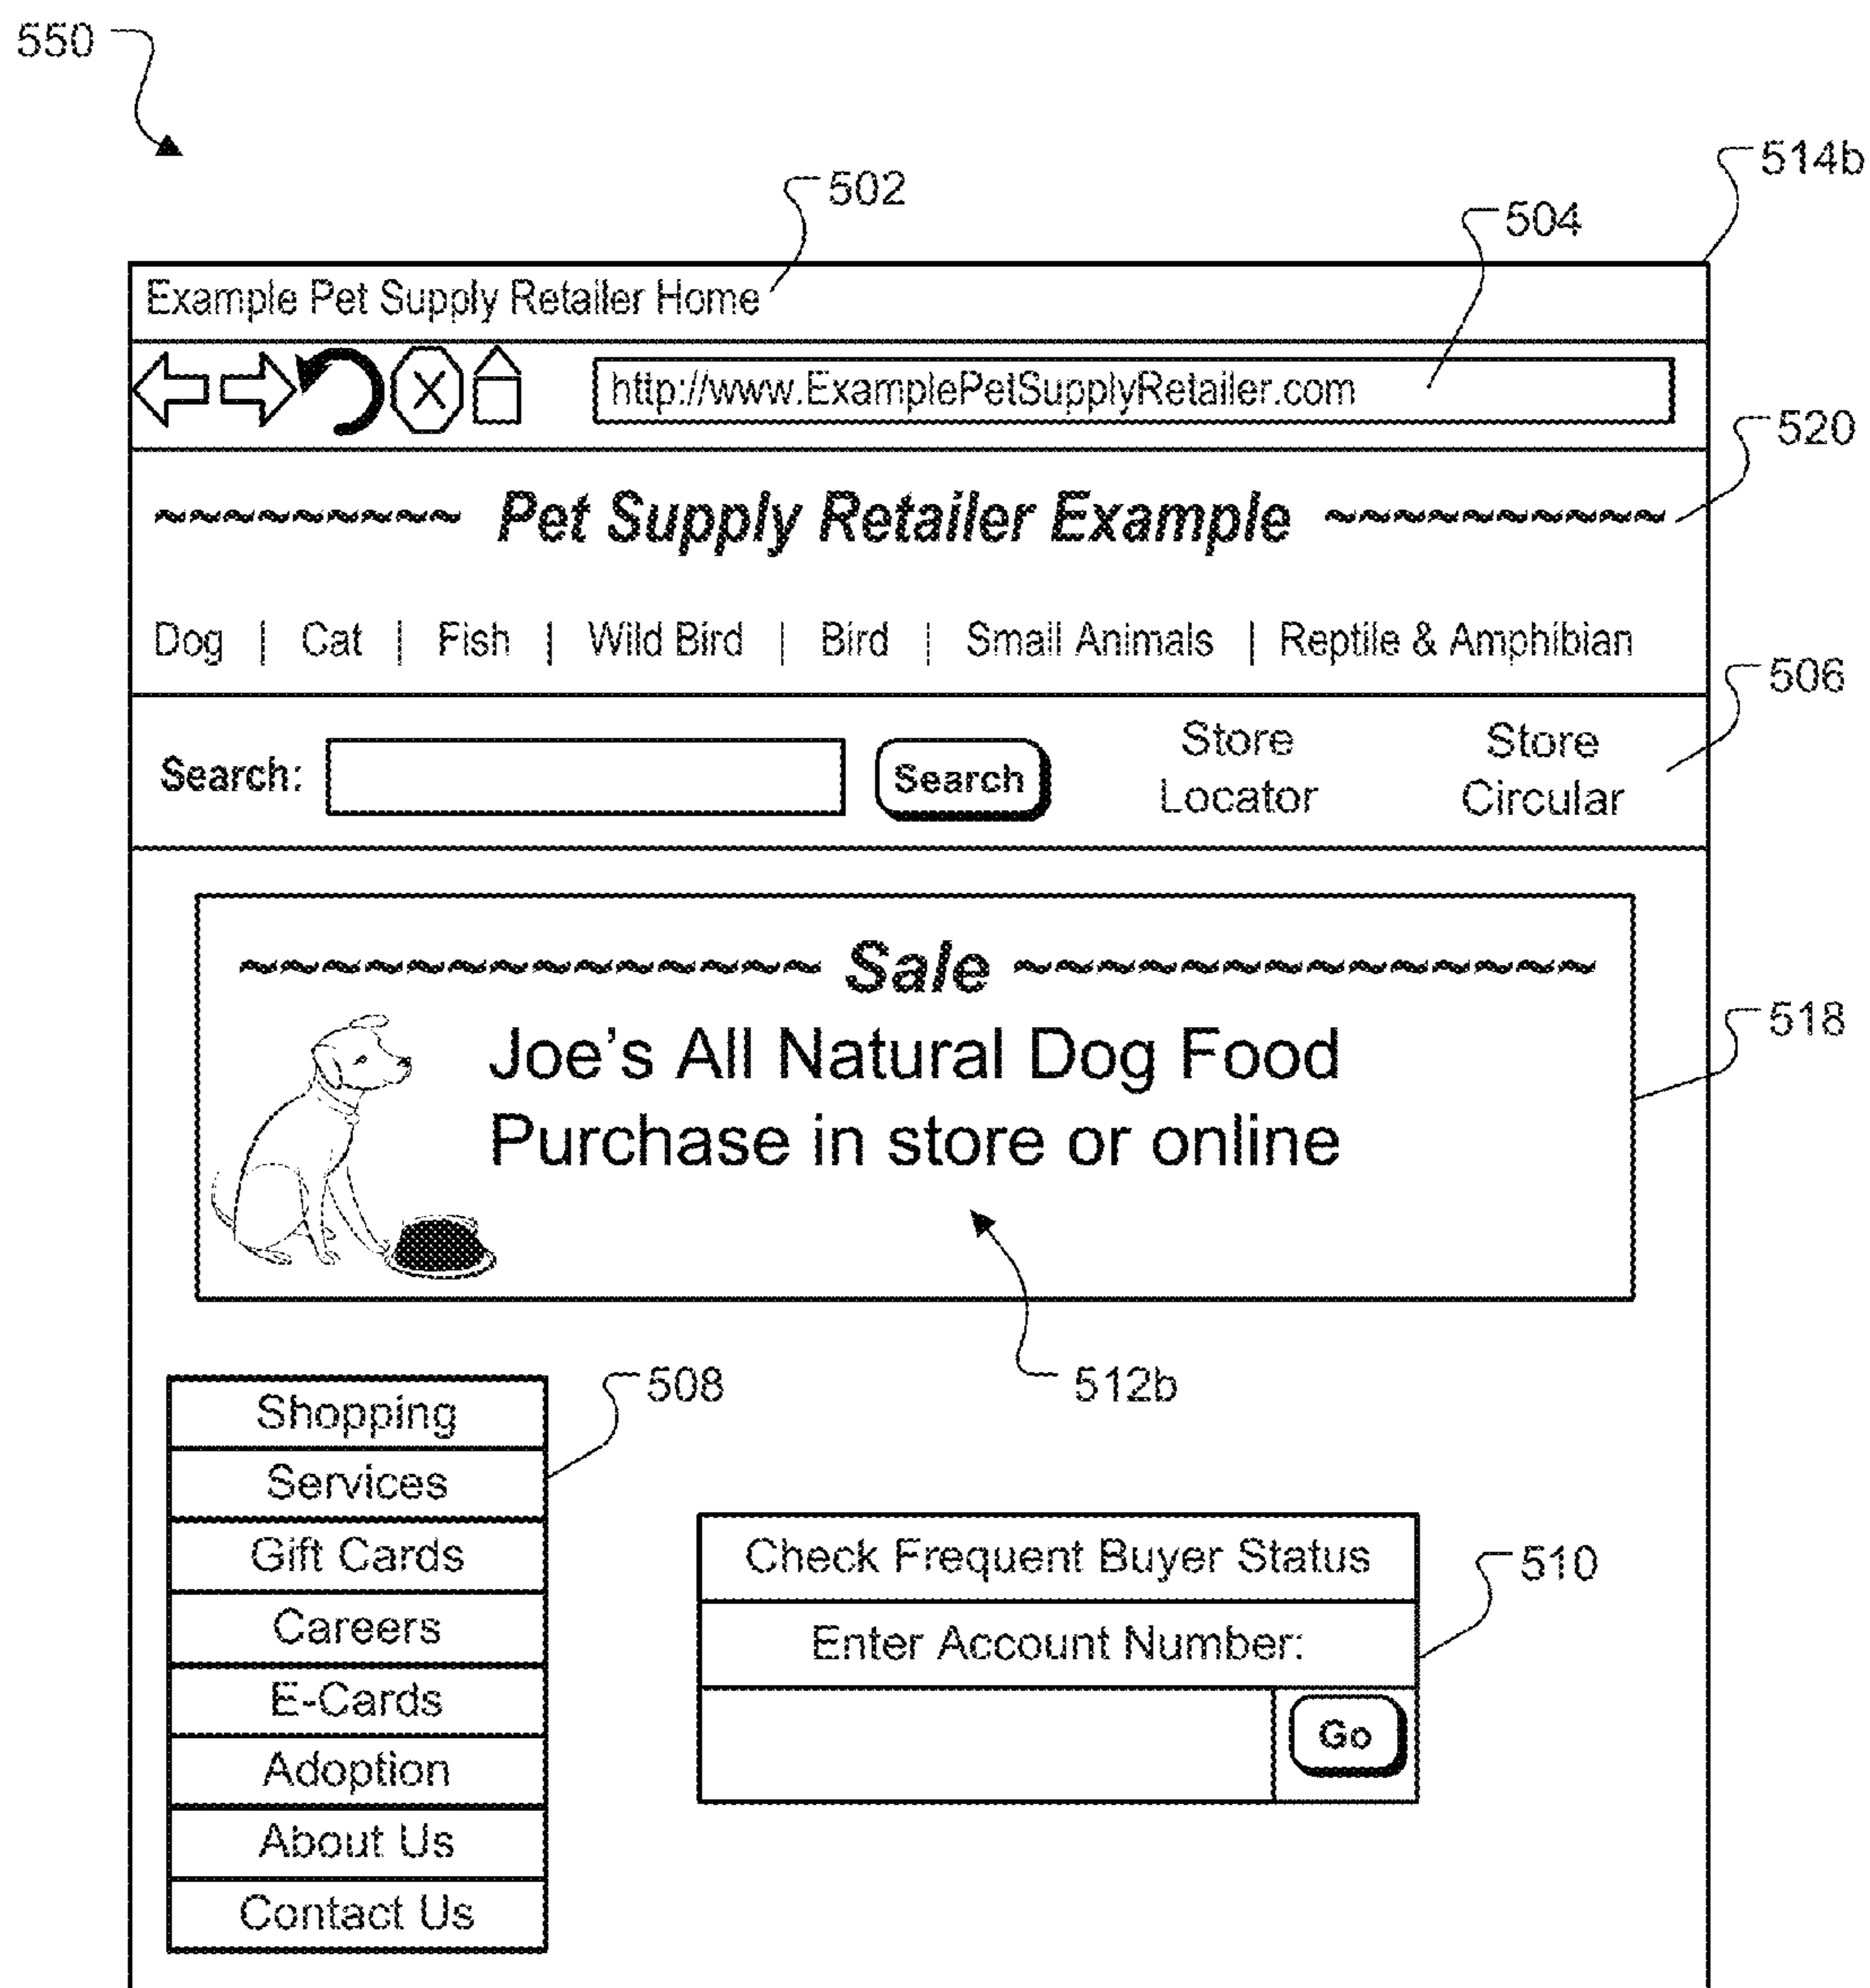 550
514b
502
504
Example Pet Supply Retailer Home
X
http://www.ExamplePetSupplyRetailer.com
520
~~~~~~~~~ Pet Supply Retailer Example ~~~~~~~~~~
Dog | Cat | Fish | Wild Bird | Bird | Small Animals | Reptile & Amphibian
506
Search:
Search
Store
Locator
Store
Circular
~~~~~~~~~~~~~~ Sale ~~~~~~~~~~~~~~
518
Joe's All Natural Dog Food
Purchase in store or online
512b
508
Shopping
Services
Gift Cards
Careers
E-Cards
Adoption
About Us
Contact Us
Check Frequent Buyer Status
510
Enter Account Number:
Go